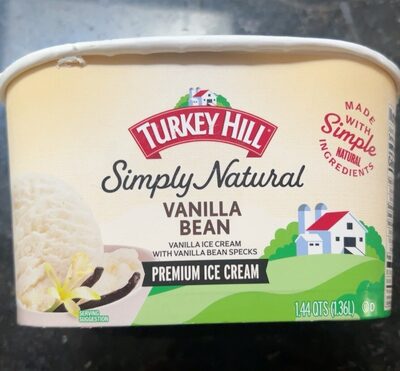 TURKEY HILL
Simply Natural
VANILLA
BEAN
VANILLA ICE CREAM
WITH VANILLA BEAN SPECKS
PREMIUM ICE CREAM
MADE
WITH
Simple
NATURAL
INGREDIENTS
SERVING
SUGGESTION
1.44 QTS (1.36L)
D